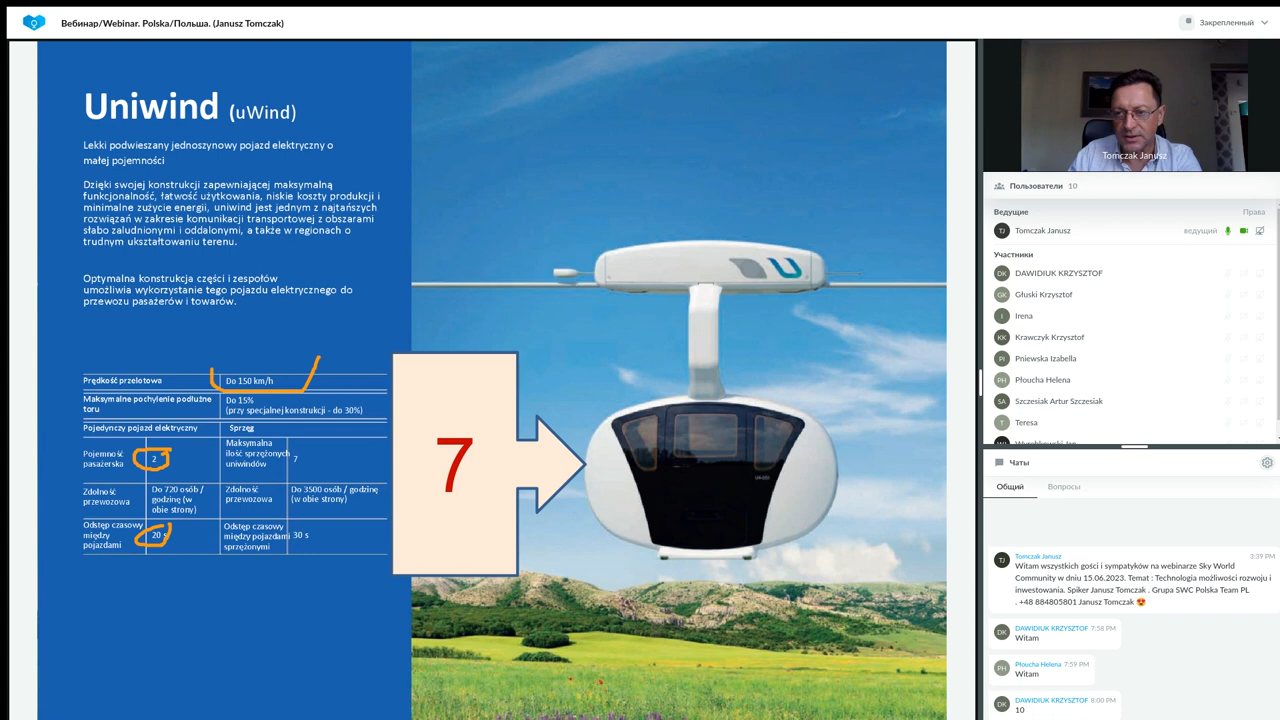 Вебинар/Webinar. Polska/Польша. (Janusz Tomczak)
Закрепленный
Uniwind (uWind)
Lekki podwieszany jednoszynowy pojazd elektryczny o
małej pojemności
Dzięki swojej konstrukcji zapewniającej maksymalną
funkcjonalność, łatwość użytkowania, niskie koszty produkcji i
minimalne zużycie energii, uniwind jest jednym z najtańszych
rozwiązań w zakresie komunikacji transportowej z obszarami
słabo zaludnionymi i oddalonymi, a także w regionach o
trudnym ukształtowaniu terenu.
Optymalna konstrukcja części i zespołów
umożliwia wykorzystanie tego pojazdu elektrycznego do
przewozu pasażerów i towarów.
Prędkość przelotowa Do 150 km/h
Maksymalne pochylenie podłużne
toru
Do 15%
(przy specjalnej konstrukcji - do 30%)
Pojedynczy pojazd elektryczny Sprzęg
Pojemność
pasażerska
2
Maksymalna
ilość sprzężonych
uniwindów
7
Zdolność
przewozowa
Do 720 osób /
godzinę (w
obie strony)
Zdolność
przewozowa
Do 3500 osób / godzinę
(w obie strony)
Odstęp czasowy
między
pojazdami
20 s
Odstęp czasowy
między pojazdami
sprzężonymi
30 s
7
Tomczak Janusz
Пользователи 10
Ведущие Права
TJ Tomczak Janusz ведущий
Участники
DK DAWIDIUK KRZYSZTOF
GK Głuski Krzysztof
I Irena
KK Krawczyk Krzysztof
PI Pniewska Izabella
PH Płoucha Helena
SA Szczesiak Artur Szczesiak
T Teresa
Чаты
Общий Вопросы
TJ Tomczak Janusz 3:39 PM
Witam wszystkich gości i sympatyków na webinarze Sky World
Community w dniu 15.06.2023. Temat : Technologia możliwości rozwoju i
inwestowania. Spiker Janusz Tomczak . Grupa SWC Polska Team PL
. +48 884805801 Janusz Tomczak 😍
DK DAWIDIUK KRZYSZTOF 7:58 PM
Witam
PH Płoucha Helena 7:59 PM
Witam
DK DAWIDIUK KRZYSZTOF 8:00 PM
10